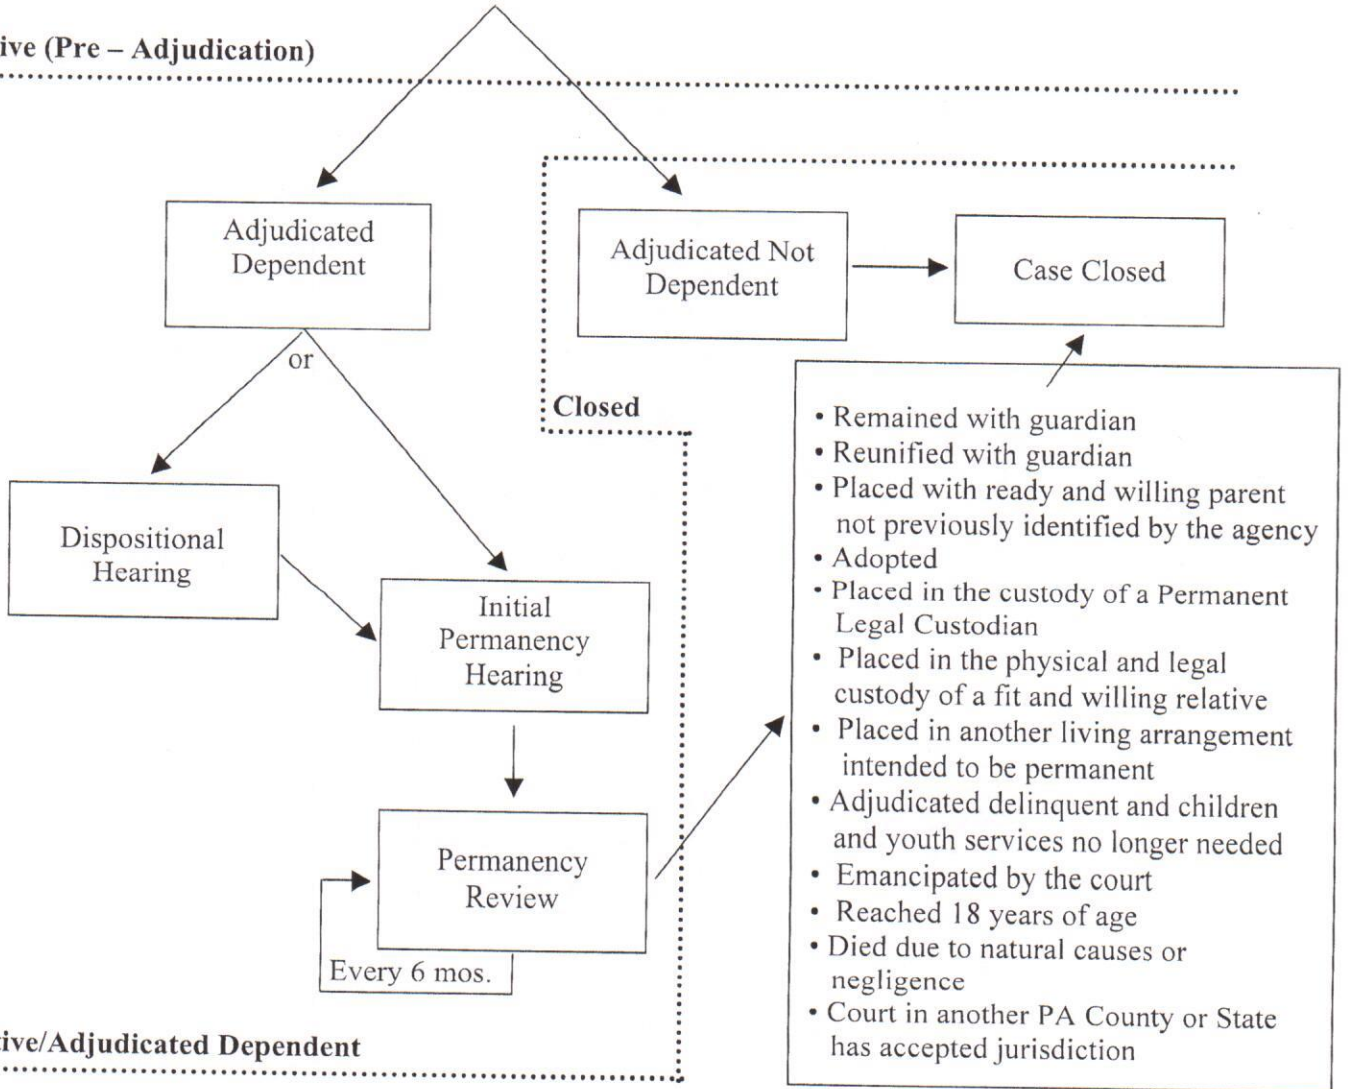 ive (Pre – Adjudication)
Adjudicated
Dependent
Adjudicated Not
Dependent
Case Closed
or
Closed
Dispositional
Hearing
Initial
Permanency
Hearing
Permanency
Review
Every 6 mos.
• Remained with guardian
• Reunified with guardian
• Placed with ready and willing parent
not previously identified by the agency
• Adopted
• Placed in the custody of a Permanent
Legal Custodian
• Placed in the physical and legal
custody of a fit and willing relative
• Placed in another living arrangement
intended to be permanent
• Adjudicated delinquent and children
and youth services no longer needed
• Emancipated by the court
• Reached 18 years of age
• Died due to natural causes or
negligence
• Court in another PA County or State
has accepted jurisdiction
tive/Adjudicated Dependent